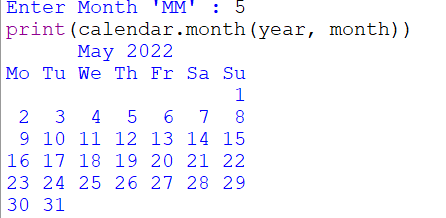 Enter Month 'MM' : 5
print(calendar.month(year, month))
      May 2022
Mo Tu We Th Fr Sa Su
                   1
 2  3  4  5  6  7  8
 9 10 11 12 13 14 15
16 17 18 19 20 21 22
23 24 25 26 27 28 29
30 31